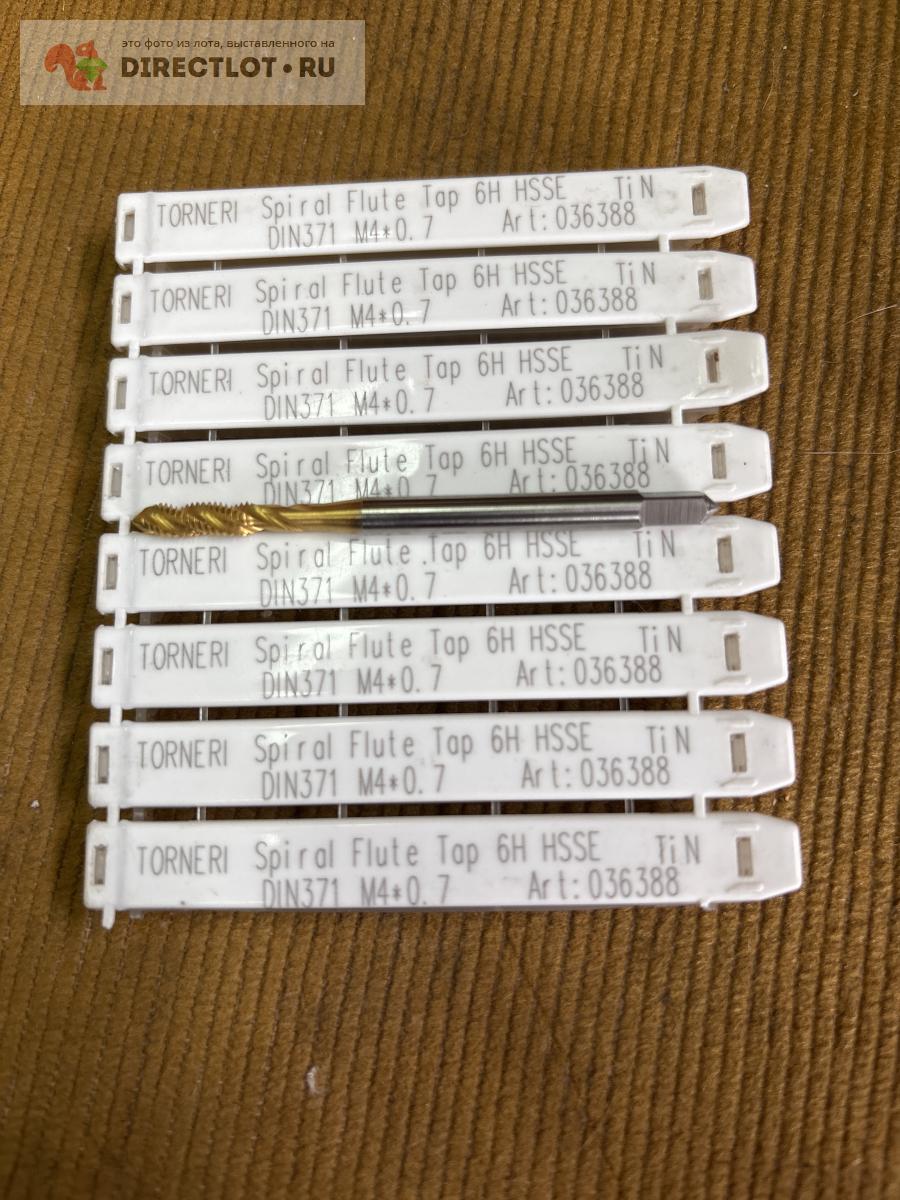 это фото из лота, выставленного на
DIRECTLOT•RU
TORNERI Spiral Flute Tap 6H HSSE TiN
DIN371 M4*0.7 Art:036388
TORNERI Spiral Flute Tap 6H HSSE TiN
DIN371 M4*0.7 Art:036388
TORNERI Spiral Flute Tap 6H HSSE TiN
DIN371 M4*0.7 Art:036388
TORNERI Spiral Flute Tap 6H HSSE TiN
DIN371 M4*0.7 Art:036388
TORNERI Spiral Flute Tap 6H HSSE TiN
DIN371 M4*0.7 Art:036388
TORNERI Spiral Flute Tap 6H HSSE TiN
DIN371 M4*0.7 Art:036388
TORNERI Spiral Flute Tap 6H HSSE TiN
DIN371 M4*0.7 Art:036388
TORNERI Spiral Flute Tap 6H HSSE TiN
DIN371 M4*0.7 Art:036388